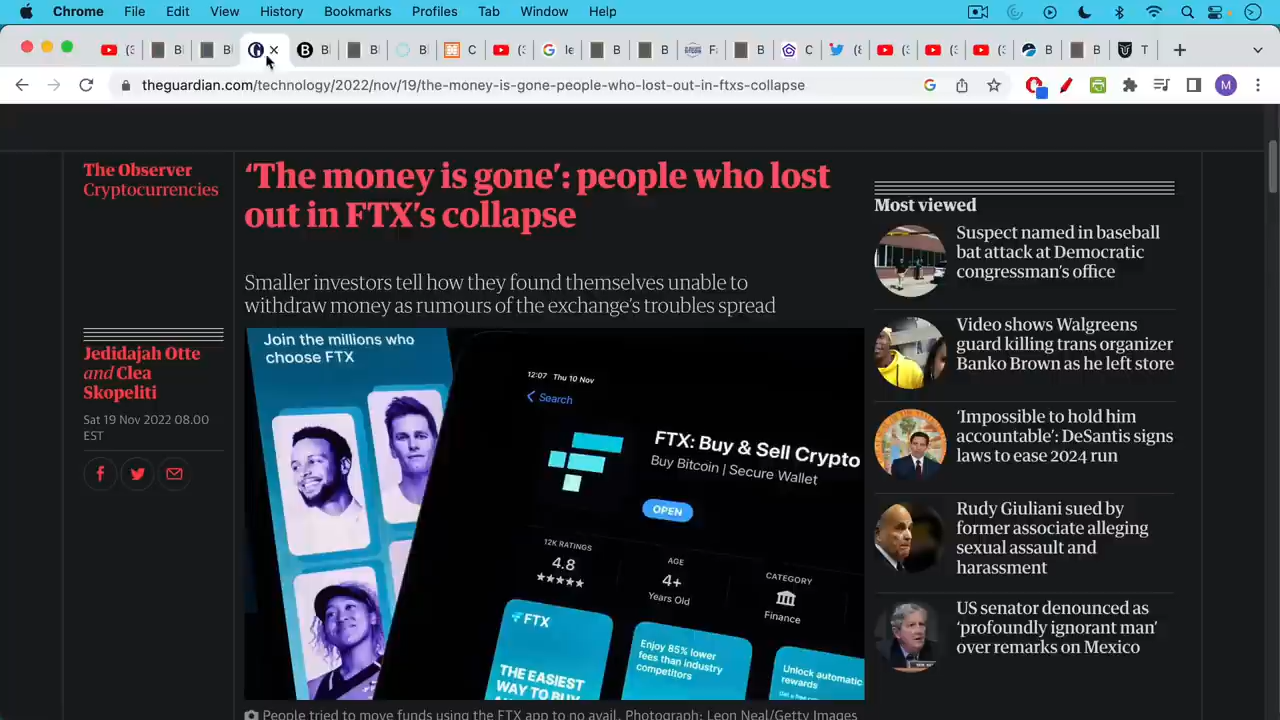 Chrome File Edit View History Bookmarks Profiles Tab Window Help
theguardian.com/technology/2022/nov/19/the-money-is-gone-people-who-lost-out-in-ftxs-collapse
The Observer
Cryptocurrencies
‘The money is gone’: people who lost
out in FTX’s collapse
Smaller investors tell how they found themselves unable to
withdraw money as rumours of the exchange’s troubles spread
Jedidajah Otte
and Clea
Skopeliti
Sat 19 Nov 2022 08.00
EST
Join the millions who
choose FTX
12:07 Thu 10 Nov
Search
FTX: Buy & Sell Crypto
Buy Bitcoin | Secure Wallet
OPEN
12K RATINGS
4.8
AGE
4+
Years Old
CATEGORY
Finance
FTX
THE EASIEST
WAY TO BUY
Enjoy 85% lower
fees than industry
competitors
Unlock automatic
rewards
People tried to move funds using the FTX app to no avail. Photograph: Leon Neal/Getty Images
Most viewed
Suspect named in baseball
bat attack at Democratic
congressman’s office
Video shows Walgreens
guard killing trans organizer
Banko Brown as he left store
‘Impossible to hold him
accountable’: DeSantis signs
laws to ease 2024 run
Rudy Giuliani sued by
former associate alleging
sexual assault and
harassment
US senator denounced as
‘profoundly ignorant man’
over remarks on Mexico